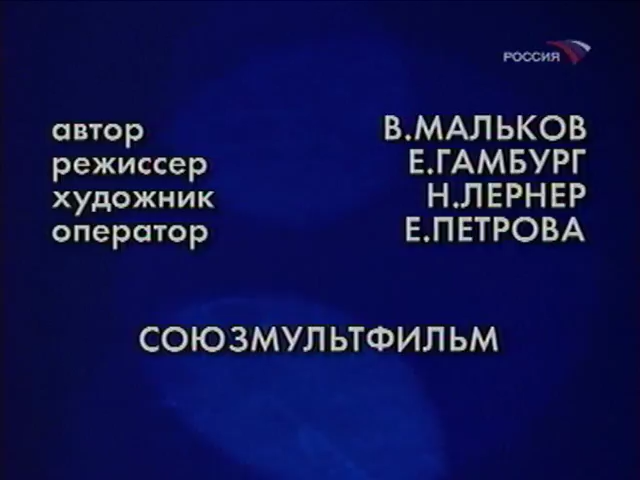 РОССИЯ
автор В.МАЛЬКОВ
режиссер Е.ГАМБУРГ
художник Н.ЛЕРНЕР
оператор Е.ПЕТРОВА
СОЮЗМУЛЬТФИЛЬМ